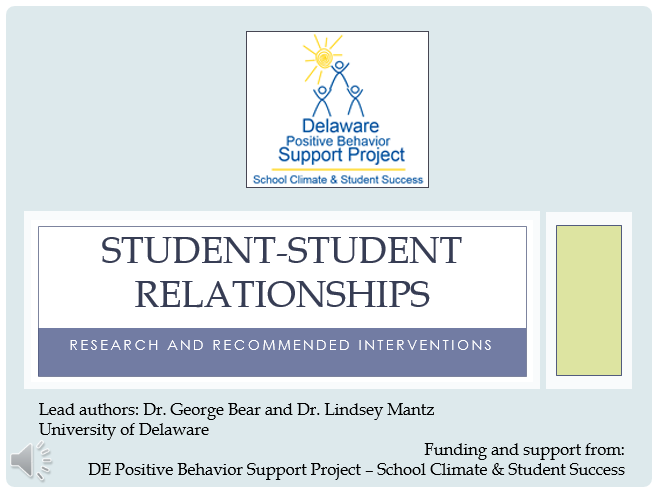 Delaware
Positive Behavior
Support Project
School Climate & Student Success
STUDENT-STUDENT
RELATIONSHIPS
RESEARCH AND RECOMMENDED INTERVENTIONS
Lead authors: Dr. George Bear and Dr. Lindsey Mantz
University of Delaware
Funding and support from:
DE Positive Behavior Support Project – School Climate & Student Success